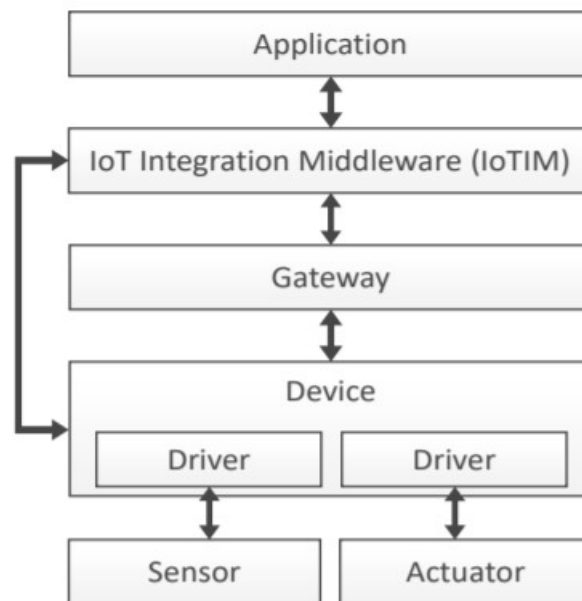 Application
IoT Integration Middleware (IoTIM)
Gateway
Device
Driver
Driver
Sensor
Actuator